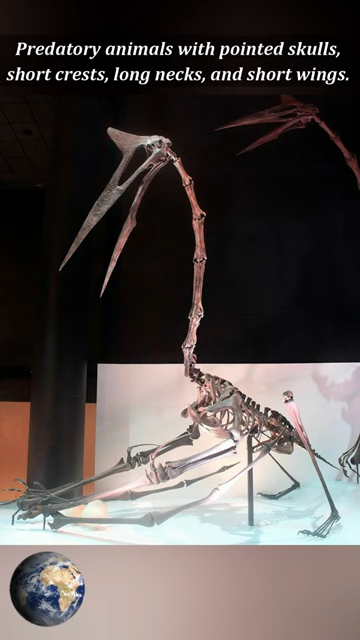 Predatory animals with pointed skulls,
short crests, long necks, and short wings.